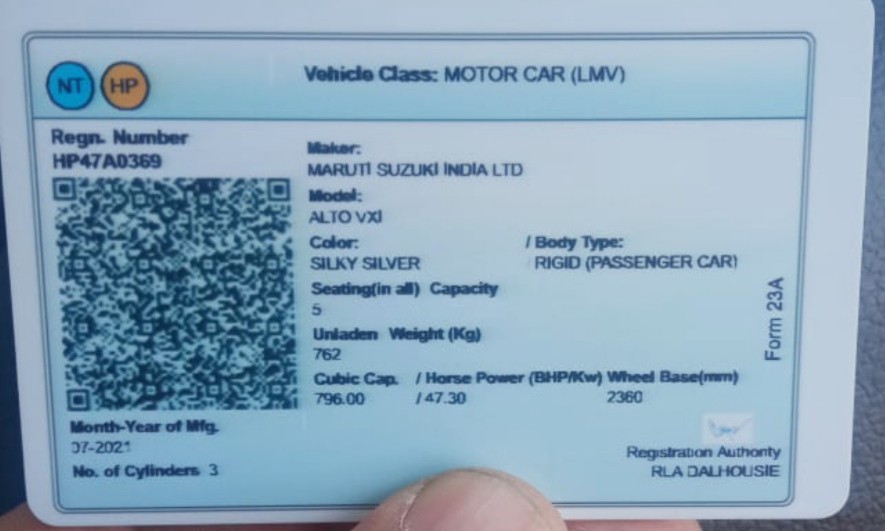 NT HP Vehicle Class: MOTOR CAR (LMV)
Regn. Number
HP47A0369
Maker:
MARUTI SUZUKI INDIA LTD
Model:
ALTO VXI
Color: / Body Type:
SILKY SILVER RIGID (PASSENGER CAR)
Seating(in all) Capacity
5
Unladen Weight (Kg)
762
Cubic Cap. / Horse Power (BHP/Kw) Wheel Base(mm)
796.00 / 47.30 2360
Form 23A
Month-Year of Mfg.
07-2021
No. of Cylinders 3
Registration Authority
RLA DALHOUSIE